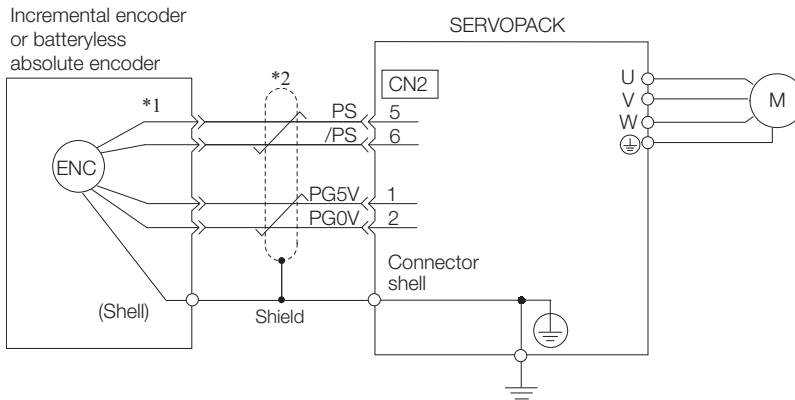 Incremental encoder
or batteryless
absolute encoder
SERVOPACK
*1
*2
CN2
PS
5
/PS
6
PG5V
1
PG0V
2
ENC
U
V
W
M
Connector
shell
(Shell)
Shield